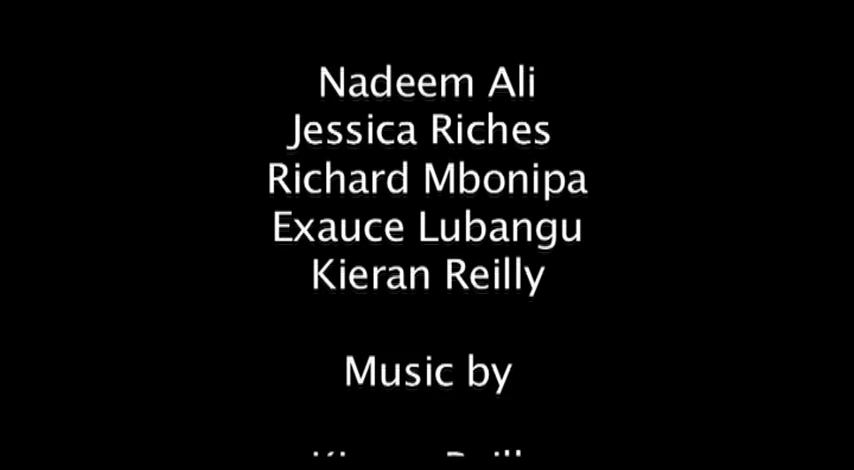 Nadeem Ali
Jessica Riches
Richard Mbonipa
Exauce Lubangu
Kieran Reilly
Music by